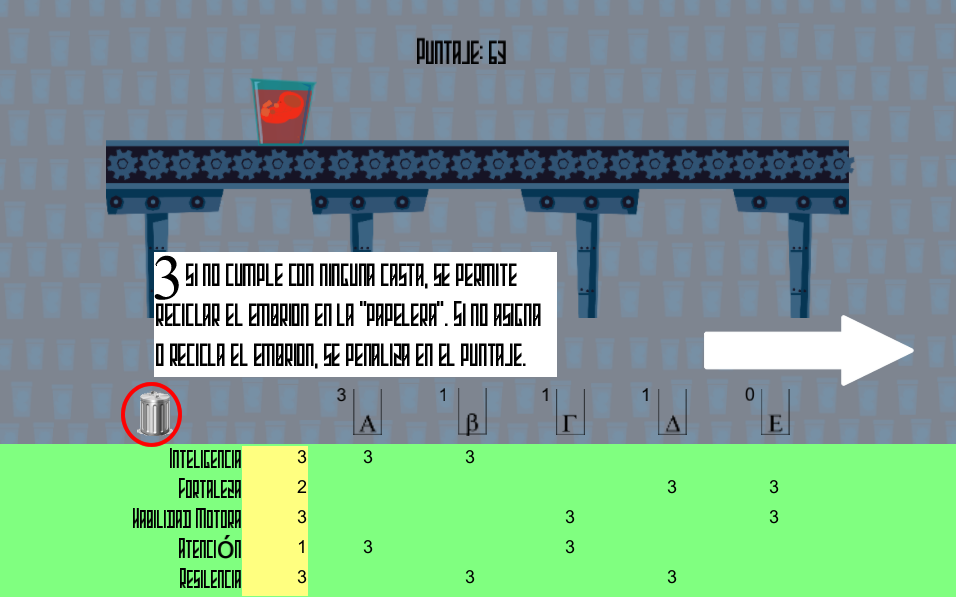 Puntaje: 63
3 Si no cumple con ninguna casta, se permite
reciclar el embrion en la "papelera". Si no asigna
o recicla el embrion, se penaliza en el puntaje.
3 1 1 1 0
Α β Γ Δ Ε
Inteligencia 3 3 3
Fortaleza 2 3 3
Habilidad Motora 3 3 3
Atención 1 3 3
Resilencia 3 3 3